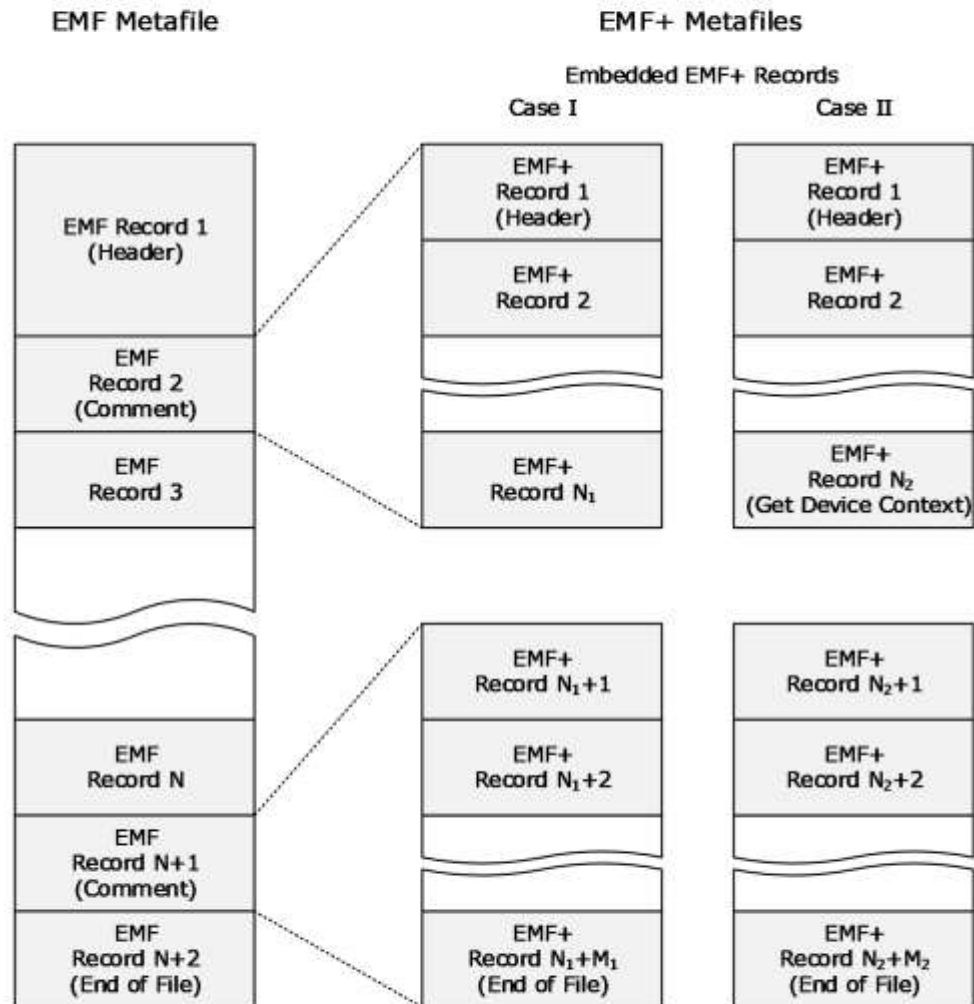 EMF Metafile
EMF+ Metafiles
Embedded EMF+ Records
Case I
Case II
EMF Record 1
(Header)
EMF
Record 2
(Comment)
EMF
Record 3
EMF
Record N
EMF
Record N+1
(Comment)
EMF
Record N+2
(End of File)
EMF+
Record 1
(Header)
EMF+
Record 2
EMF+
Record N₁
EMF+
Record N₁+1
EMF+
Record N₁+2
EMF+
Record N₁+M₁
(End of File)
EMF+
Record 1
(Header)
EMF+
Record 2
EMF+
Record N₂
(Get Device Context)
EMF+
Record N₂+1
EMF+
Record N₂+2
EMF+
Record N₂+M₂
(End of File)